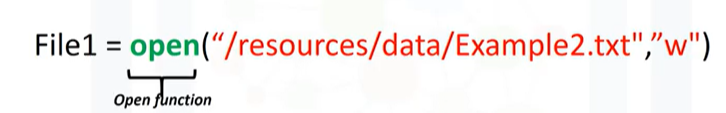 File1 = open(“/resources/data/Example2.txt",”w")
Open function